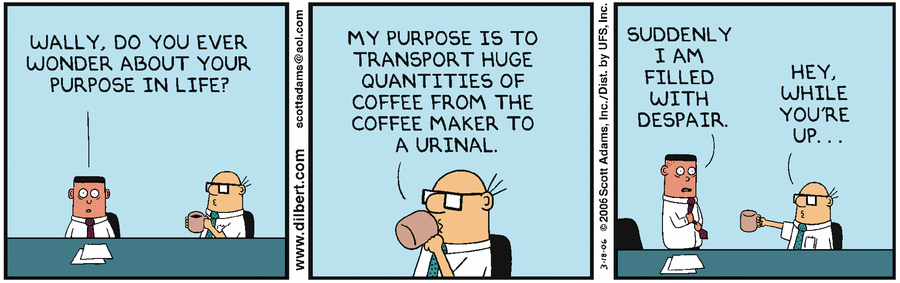 WALLY, DO YOU EVER
WONDER ABOUT YOUR
PURPOSE IN LIFE?
www.dilbert.com scottadams@aol.com
MY PURPOSE IS TO
TRANSPORT HUGE
QUANTITIES OF
COFFEE FROM THE
COFFEE MAKER TO
A URINAL.
3-18-06 ©2006 Scott Adams, Inc./Dist. by UFS, Inc.
SUDDENLY
I AM
FILLED
WITH
DESPAIR.
HEY,
WHILE
YOU'RE
UP...